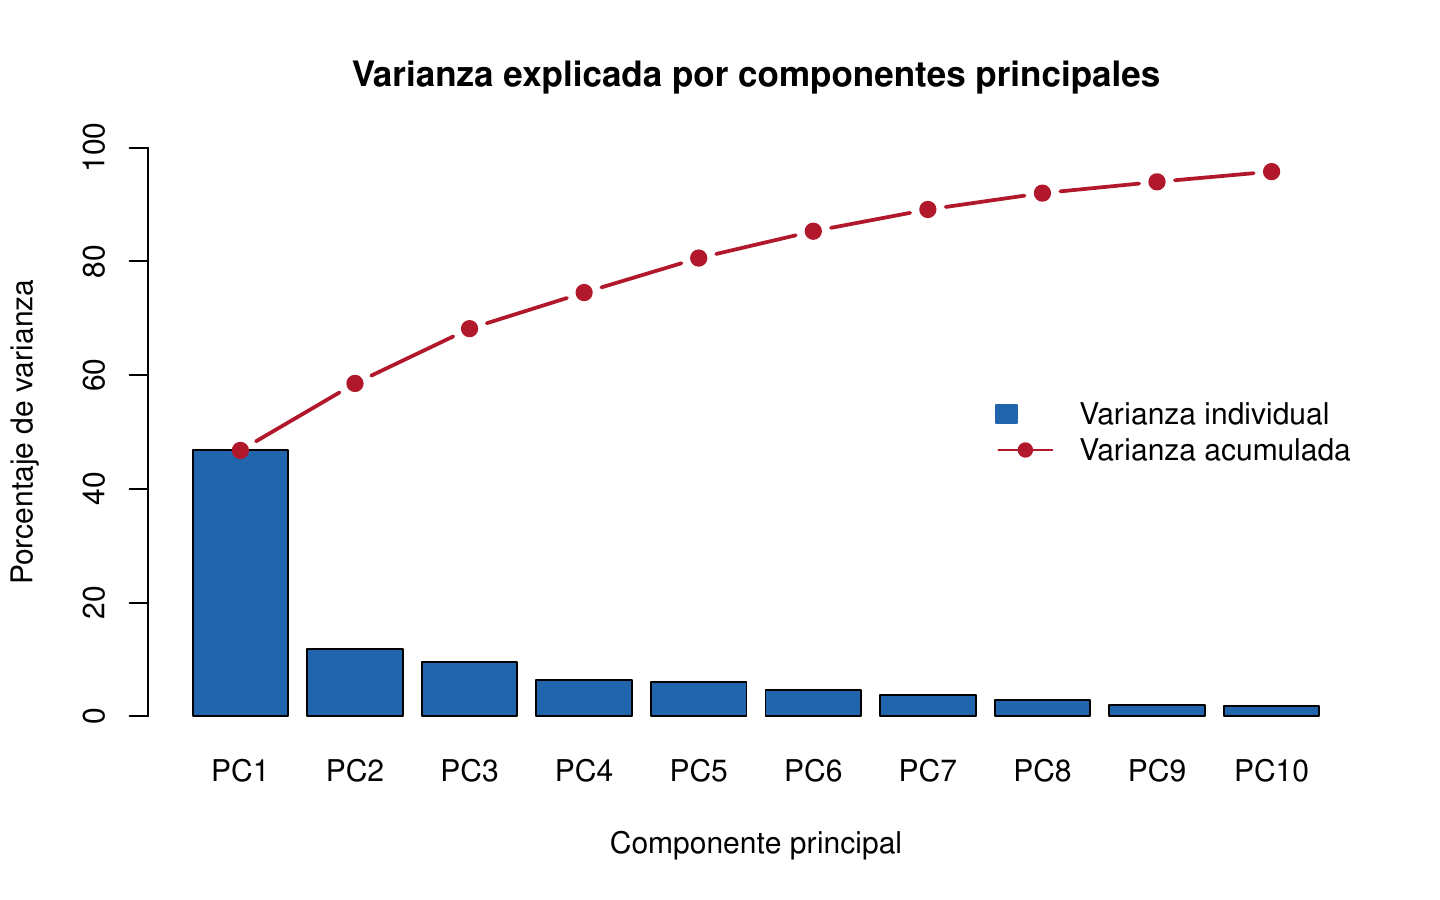 Varianza explicada por componentes principales
Porcentaje de varianza
100
80
60
40
20
0
Varianza individual
Varianza acumulada
PC1 PC2 PC3 PC4 PC5 PC6 PC7 PC8 PC9 PC10
Componente principal